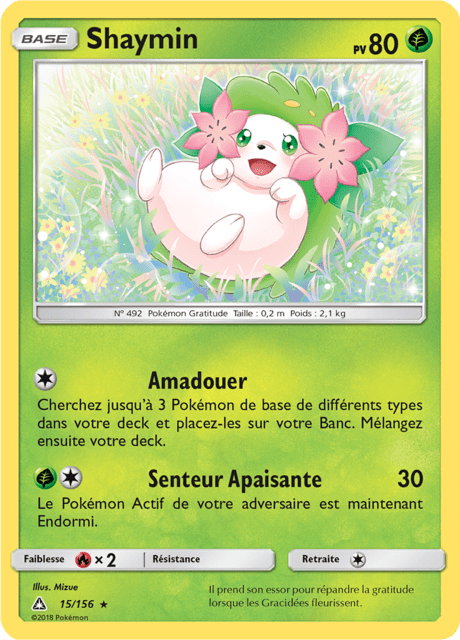 BASE Shaymin PV 80
N° 492 Pokémon Gratitude Taille : 0,2 m Poids : 2,1 kg
Amadouer
Cherchez jusqu'à 3 Pokémon de base de différents types
dans votre deck et placez-les sur votre Banc. Mélangez
ensuite votre deck.
Senteur Apaisante 30
Le Pokémon Actif de votre adversaire est maintenant
Endormi.
Faiblesse × 2 Résistance Retraite
Illus. Mizue
15/156 ★
©2018 Pokémon
Il prend son essor pour répandre la gratitude
lorsque les Gracidées fleurissent.